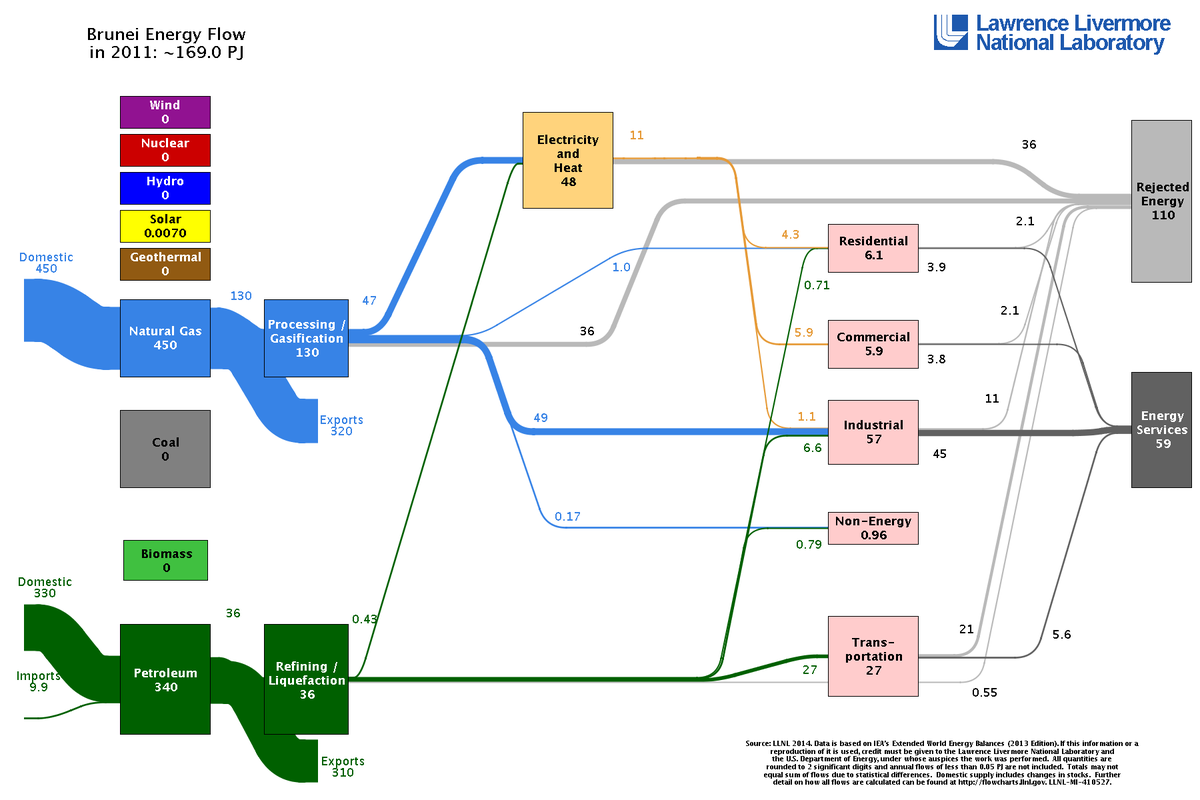 Brunei Energy Flow
in 2011: ~169.0 PJ
Lawrence Livermore
National Laboratory
Wind
0
Nuclear
0
Hydro
0
Solar
0.0070
Geothermal
0
Domestic
450
Natural Gas
450
130
Processing /
Gasification
130
Exports
320
Coal
0
Biomass
0
Domestic
330
Imports
9.9
Petroleum
340
36
Refining /
Liquefaction
36
Exports
310
47
0.43
Electricity
and
Heat
48
11
36
1.0
36
49
0.17
4.3
0.71
5.9
1.1
6.6
0.79
27
Residential
6.1
Commercial
5.9
Industrial
57
Non-Energy
0.96
Trans-
portation
27
36
2.1
3.9
2.1
3.8
11
45
21
5.6
0.55
Rejected
Energy
110
Energy
Services
59
Source: LLNL 2014. Data is based on IEA's Extended World Energy Balances (2013 Edition). If this information or a
reproduction of it is used, credit must be given to the Lawrence Livermore National Laboratory and
the U.S. Department of Energy, under whose auspices the work was performed. All quantities are
rounded to 2 significant digits and annual flows of less than 0.05 PJ are not included. Totals may not
equal sum of flows due to statistical differences. Domestic supply includes changes in stocks. Further
detail on how all flows are calculated can be found at http://flowcharts.llnl.gov. LLNL-MI-410527.